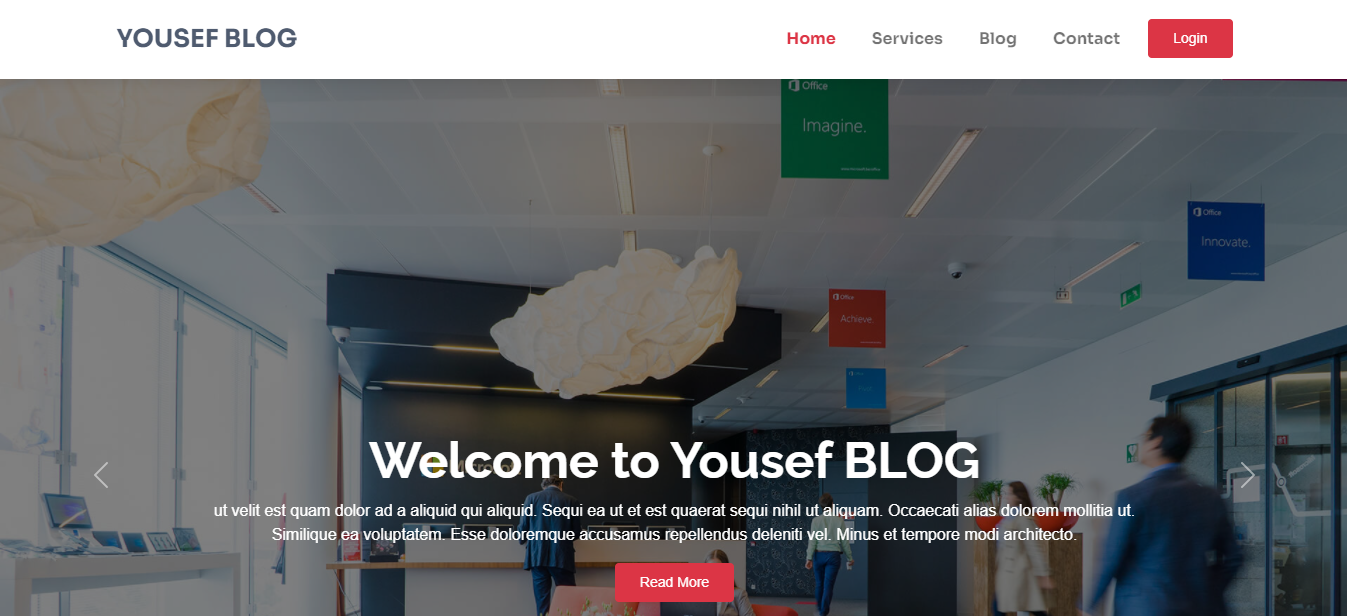 YOUSEF BLOG
Home Services Blog Contact Login
Office
Imagine.
Office
Innovate.
Office
Achieve.
Welcome to Yousef BLOG
ut velit est quam dolor ad a aliquid qui aliquid. Sequi ea ut et est quaerat sequi nihil ut aliquam. Occaecati alias dolorem mollitia ut.
Similique ea voluptatem. Esse doloremque accusamus repellendus deleniti vel. Minus et tempore modi architecto.
Read More